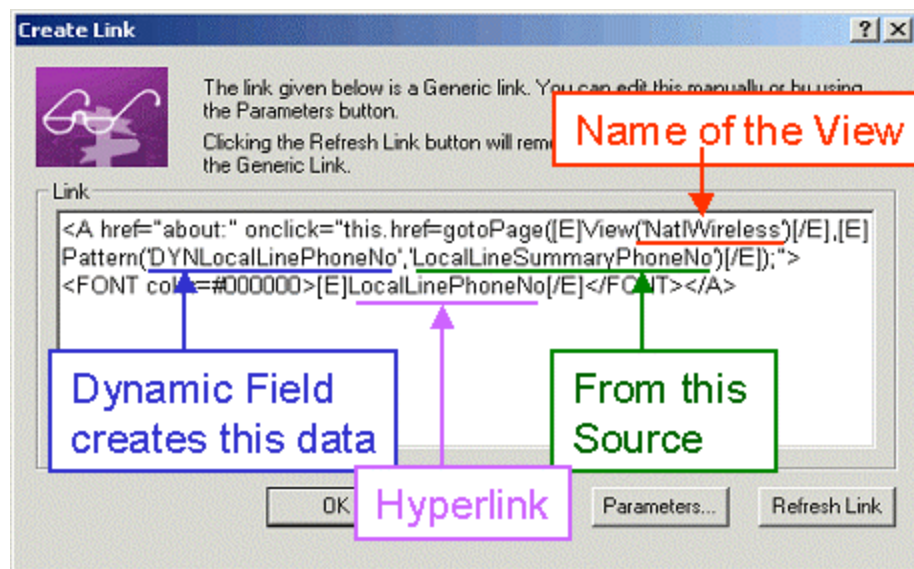 Create Link
The link given below is a Generic link. You can edit this manually or by using
the Parameters button.
Clicking the Refresh Link button will
the Generic Link.
Name of the View
Link
<A href="about:" onclick="this.href=gotoPage([E]View('NatlWireless')[/E],[E]
Pattern('DYNLocalLinePhoneNo','LocalLineSummaryPhoneNo')[/E]);">
<FONT color=#000000>[E]LocalLinePhoneNo[/E]</FONT></A>
Dynamic Field
creates this data
From this
Source
Hyperlink
OK
Parameters...
Refresh Link